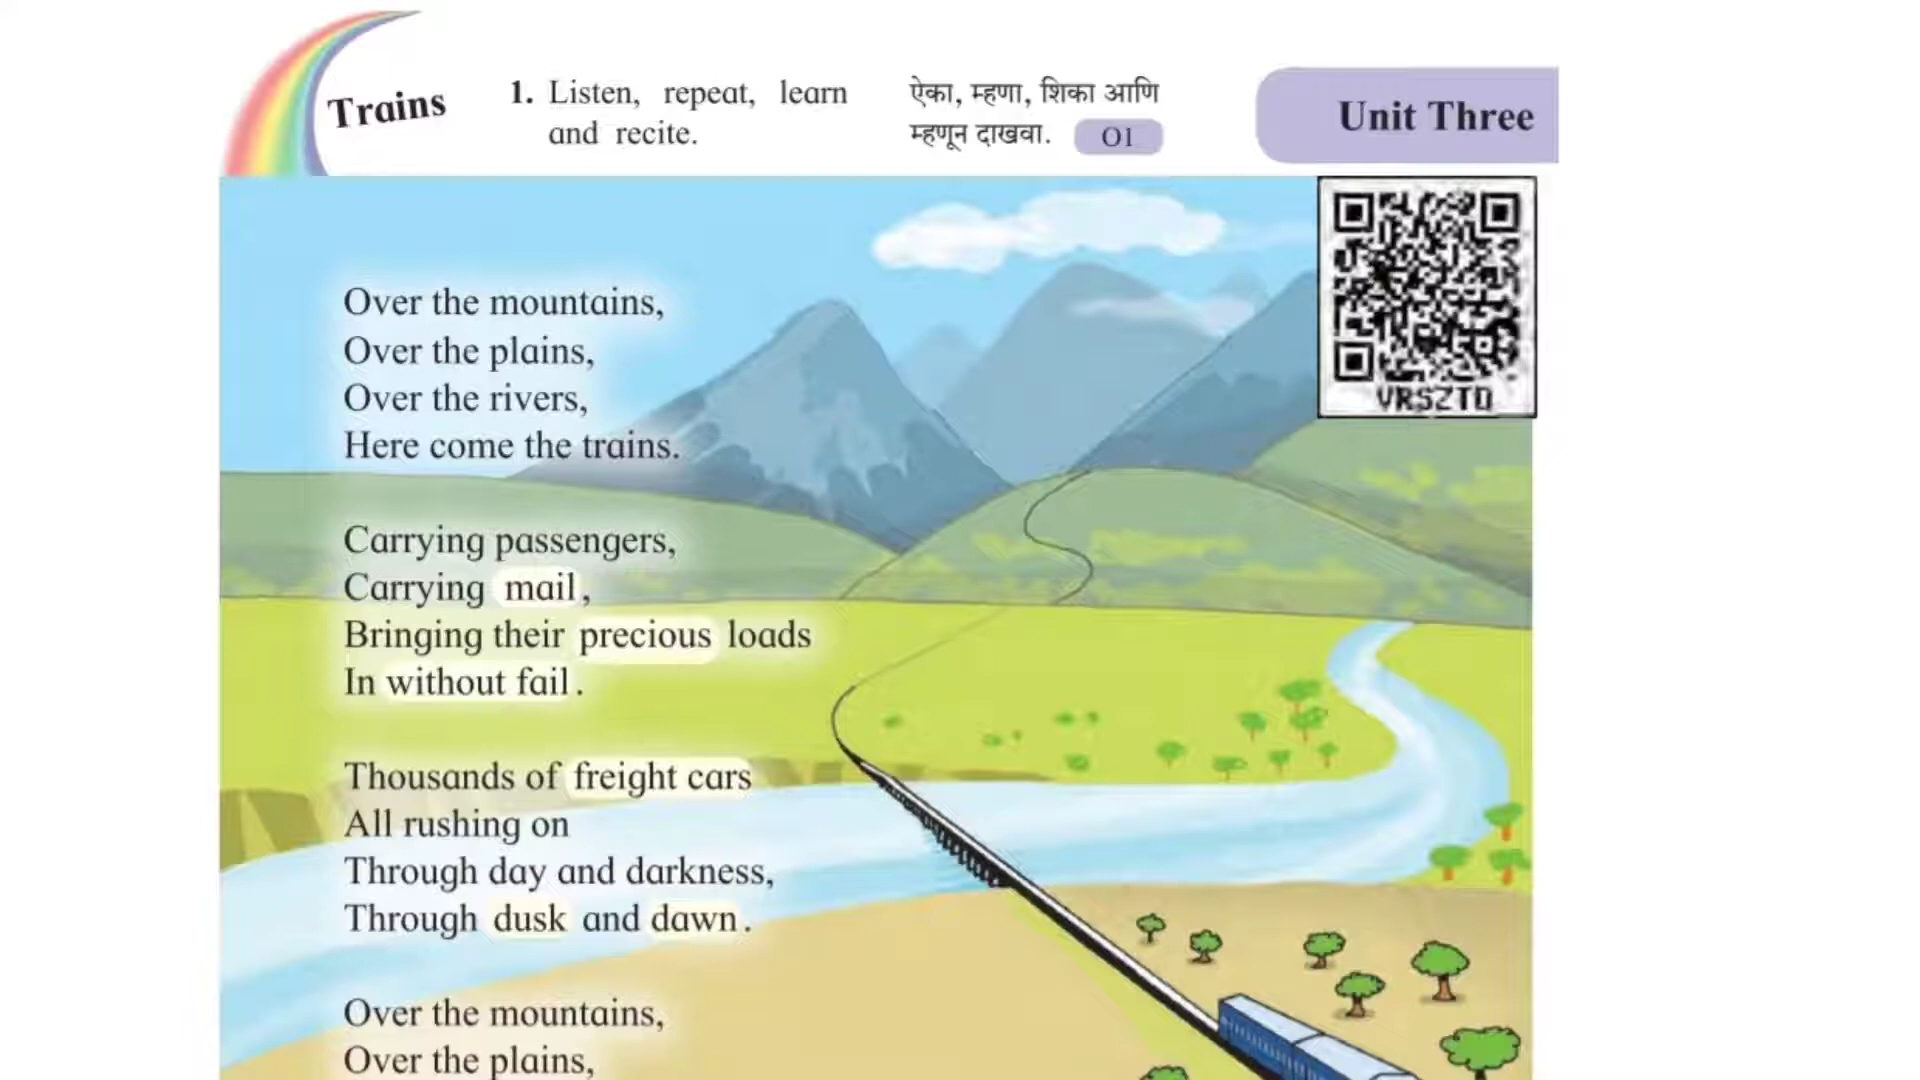 Trains
1. Listen, repeat, learn
and recite.
ऐका, म्हणा, शिका आणि
म्हणून दाखवा. O1
Unit Three
VRSZTQ
Over the mountains,
Over the plains,
Over the rivers,
Here come the trains.
Carrying passengers,
Carrying mail,
Bringing their precious loads
In without fail.
Thousands of freight cars
All rushing on
Through day and darkness,
Through dusk and dawn.
Over the mountains,
Over the plains,